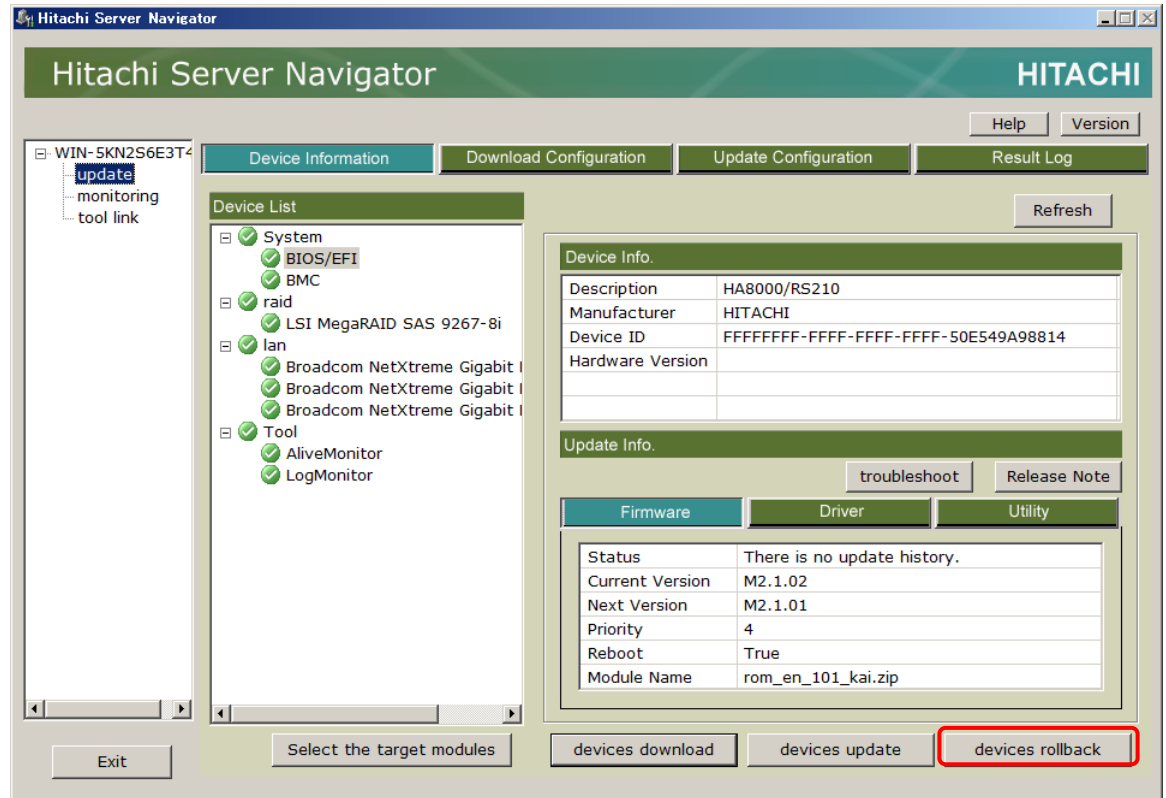 Hitachi Server Navigator
Hitachi Server Navigator
HITACHI
Help
Version
WIN-5KN2S6E3T4
update
monitoring
tool link
Device Information
Download Configuration
Update Configuration
Result Log
Device List
Refresh
System
BIOS/EFI
BMC
raid
LSI MegaRAID SAS 9267-8i
lan
Broadcom NetXtreme Gigabit
Broadcom NetXtreme Gigabit
Broadcom NetXtreme Gigabit
Tool
AliveMonitor
LogMonitor
Device Info.
Description HA8000/RS210
Manufacturer HITACHI
Device ID FFFFFFFF-FFFF-FFFF-FFFF-50E549A98814
Hardware Version
Update Info.
troubleshoot
Release Note
Firmware
Driver
Utility
Status There is no update history.
Current Version M2.1.02
Next Version M2.1.01
Priority 4
Reboot True
Module Name rom_en_101_kai.zip
Exit
Select the target modules
devices download
devices update
devices rollback